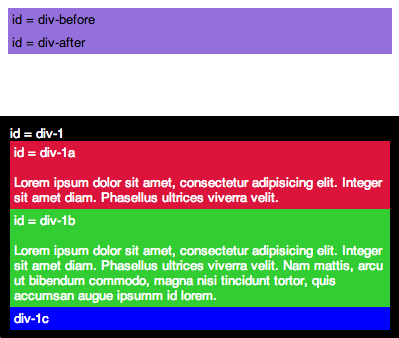 id = div-before
id = div-after
id = div-1
id = div-1a
Lorem ipsum dolor sit amet, consectetur adipisicing elit. Integer
sit amet diam. Phasellus ultrices viverra velit.
id = div-1b
Lorem ipsum dolor sit amet, consectetur adipisicing elit. Integer
sit amet diam. Phasellus ultrices viverra velit. Nam mattis, arcu
ut bibendum commodo, magna nisi tincidunt tortor, quis
accumsan augue ipsumm id lorem.
div-1c